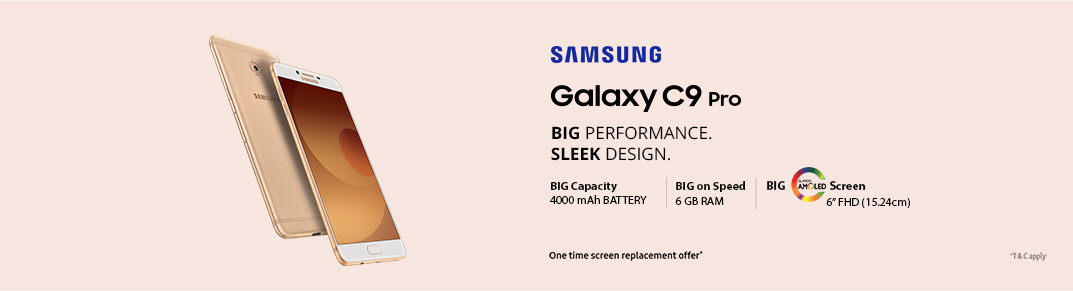 SAMSUNG
Galaxy C9 Pro
BIG PERFORMANCE.
SLEEK DESIGN.
BIG Capacity
4000 mAh BATTERY
BIG on Speed
6 GB RAM
BIG SUPER AMOLED Screen
6” FHD (15.24cm)
One time screen replacement offer*
*T & C apply
SAMSUNG